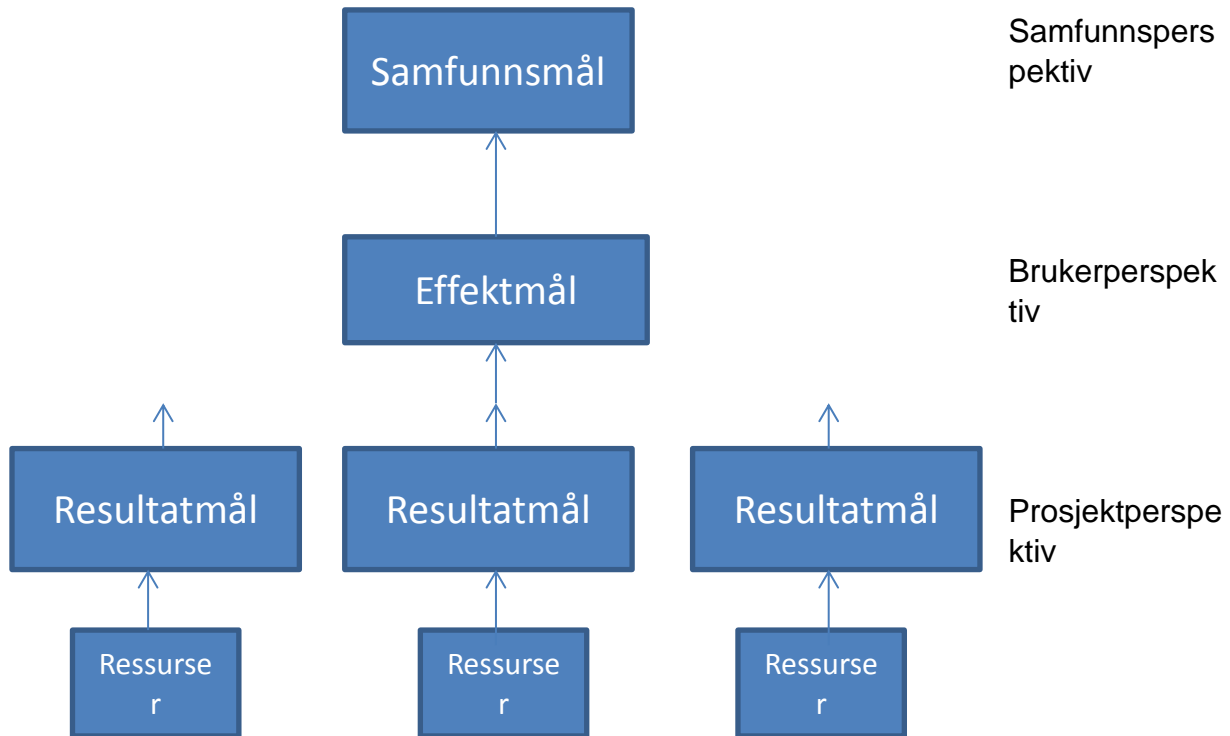 Samfunnsmål
Samfunnspers
pektiv
Effektmål
Brukerperspek
tiv
Resultatmål
Resultatmål
Resultatmål
Prosjektperspe
ktiv
Ressurse
r
Ressurse
r
Ressurse
r